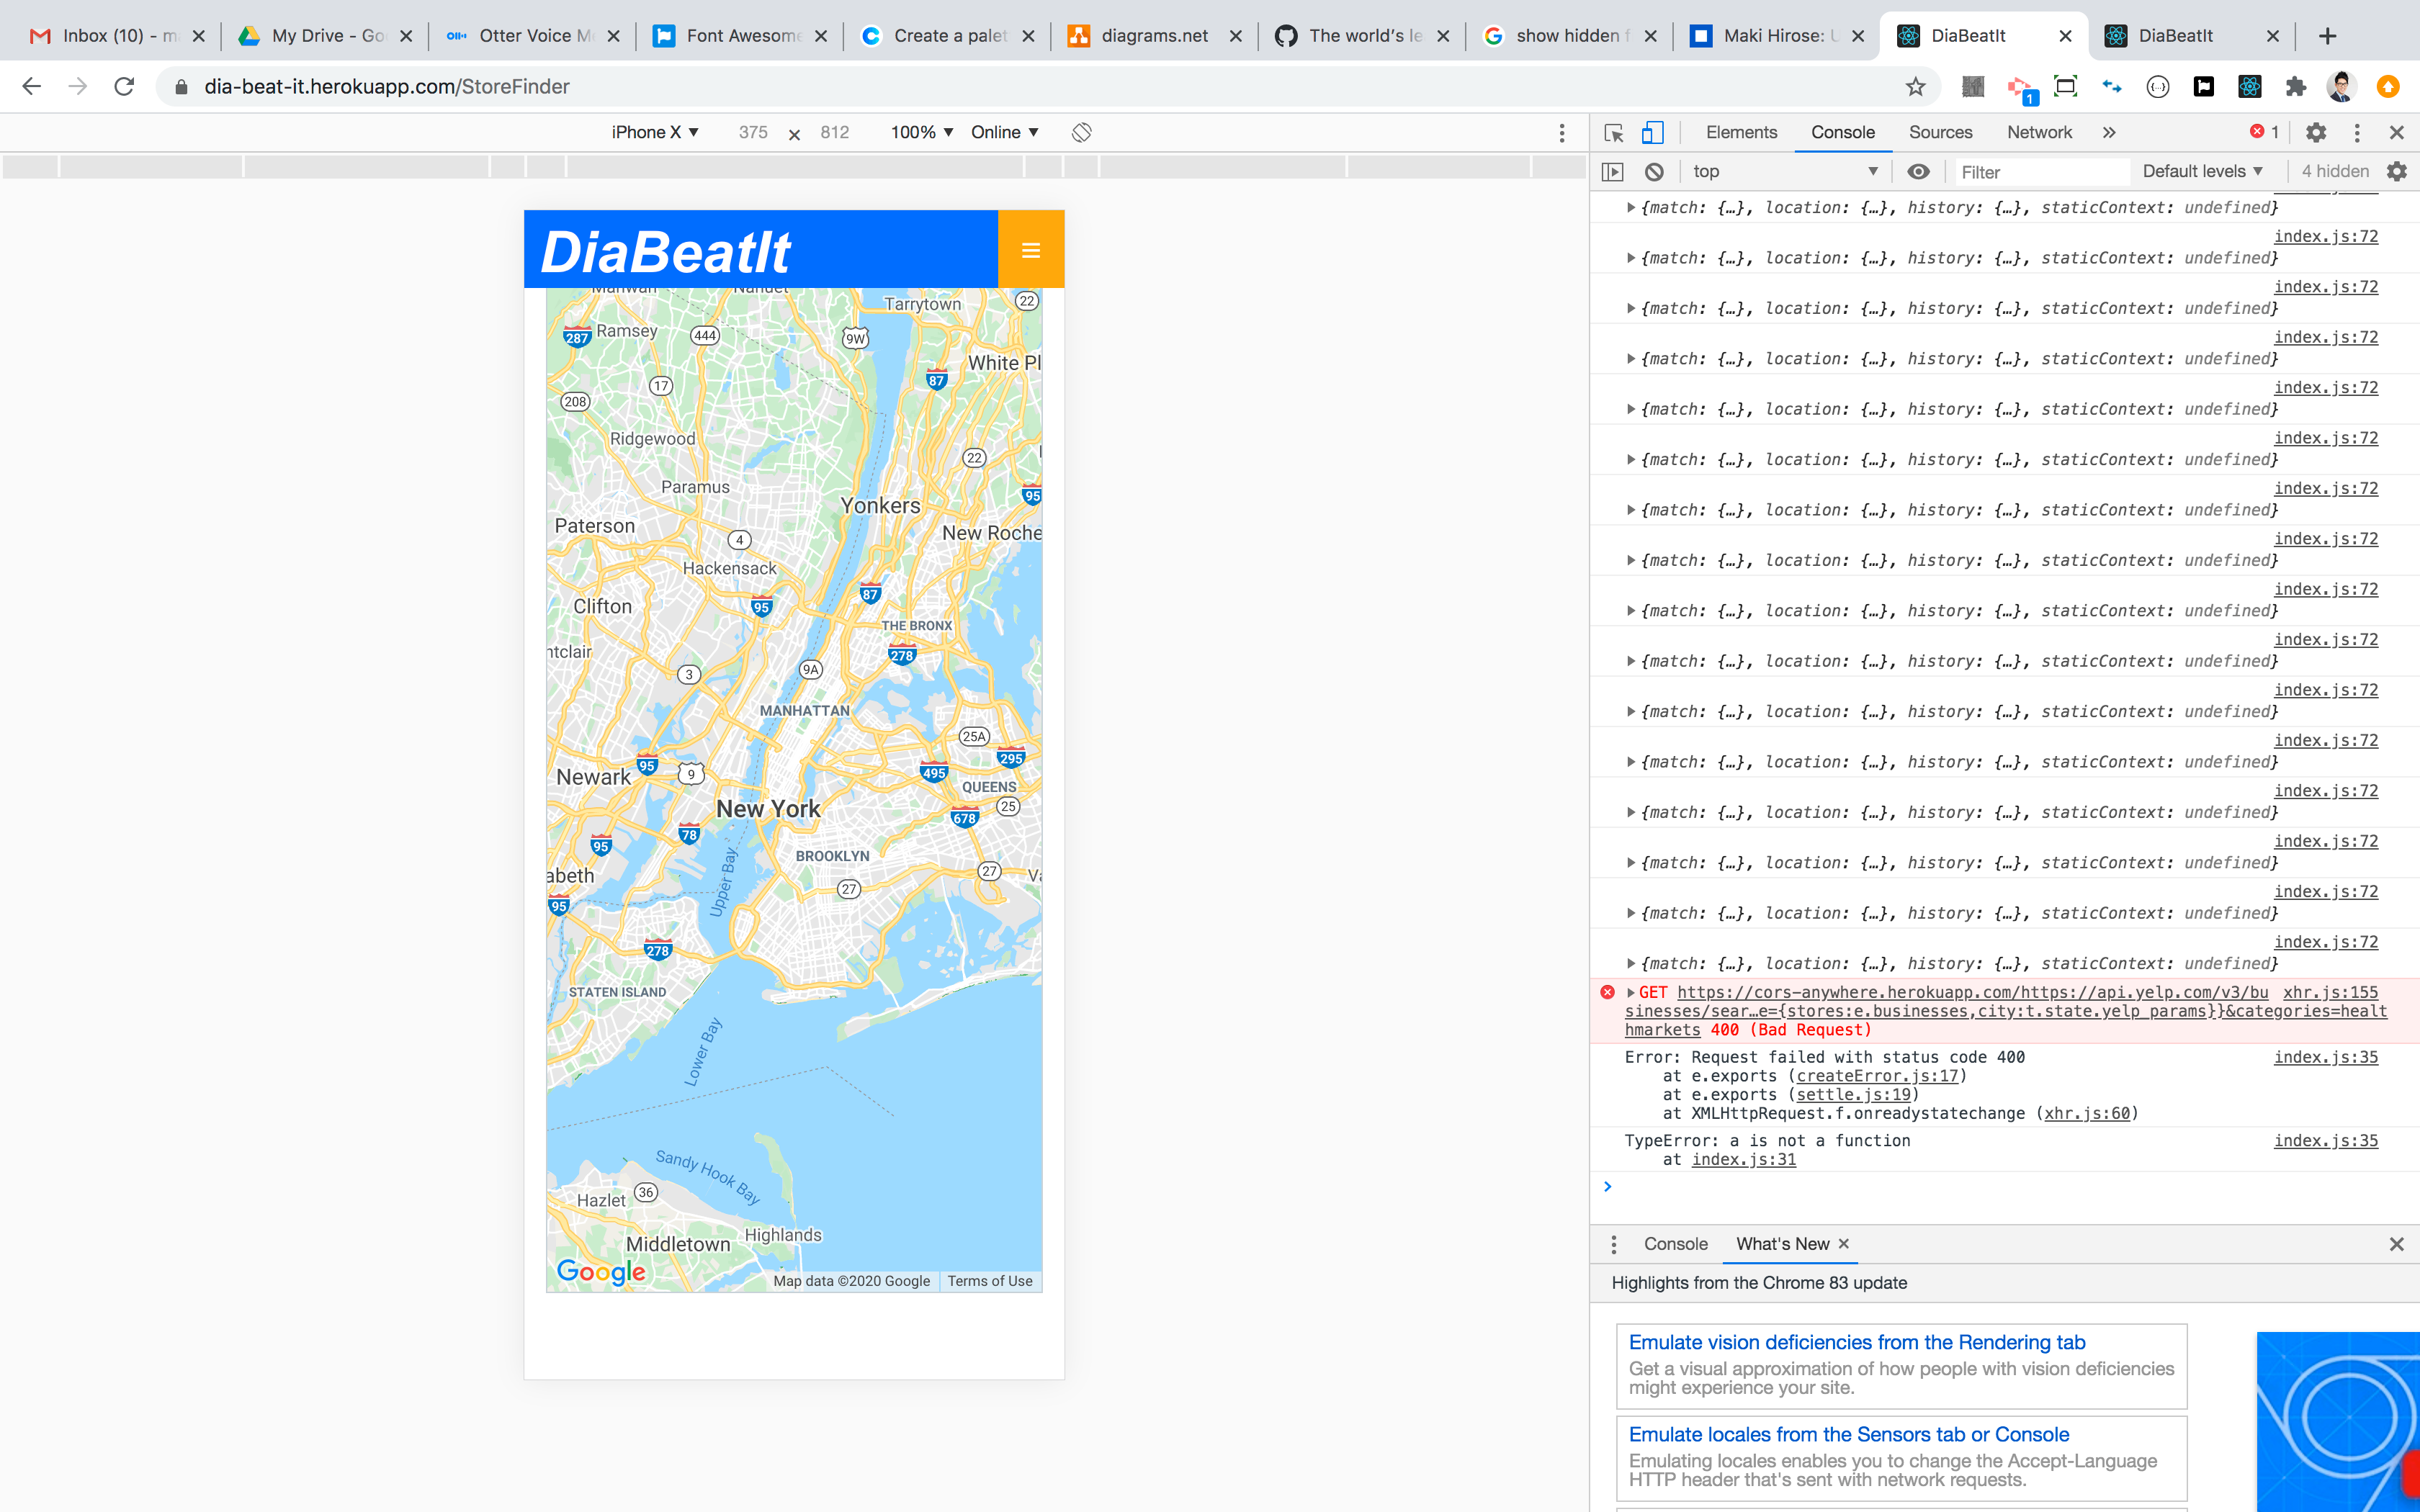 Inbox (10) - m
My Drive - Go
Otter Voice M
Font Awesome
Create a palet
diagrams.net
The world's le
show hidden f
Maki Hirose: U
DiaBeatIt
DiaBeatIt
dia-beat-it.herokuapp.com/StoreFinder
1
iPhone X ▼ 375 × 812 100% ▼ Online ▼
DiaBeatIt
Mahwah
Nanuet
Tarrytown
22
287
Ramsey
444
9W
White Pl
17
87
208
Ridgewood
22
Paramus
95
Yonkers
Paterson
New Roche
4
Hackensack
87
Clifton
95
THE BRONX
ntclair
278
9A
3
MANHATTAN
25A
295
95
495
Newark
9
QUEENS
New York
25
678
78
95
BROOKLYN
abeth
27
27
Upper Bay
95
278
STATEN ISLAND
Lower Bay
Sandy Hook Bay
Hazlet
36
Highlands
Middletown
Google
Map data ©2020 Google
Terms of Use
Elements Console Sources Network » 1
top ▼ Filter Default levels ▼ 4 hidden
{match: {…}, location: {…}, history: {…}, staticContext: undefined}
index.js:72
{match: {…}, location: {…}, history: {…}, staticContext: undefined}
index.js:72
{match: {…}, location: {…}, history: {…}, staticContext: undefined}
index.js:72
{match: {…}, location: {…}, history: {…}, staticContext: undefined}
index.js:72
{match: {…}, location: {…}, history: {…}, staticContext: undefined}
index.js:72
{match: {…}, location: {…}, history: {…}, staticContext: undefined}
index.js:72
{match: {…}, location: {…}, history: {…}, staticContext: undefined}
index.js:72
{match: {…}, location: {…}, history: {…}, staticContext: undefined}
index.js:72
{match: {…}, location: {…}, history: {…}, staticContext: undefined}
index.js:72
{match: {…}, location: {…}, history: {…}, staticContext: undefined}
index.js:72
{match: {…}, location: {…}, history: {…}, staticContext: undefined}
index.js:72
{match: {…}, location: {…}, history: {…}, staticContext: undefined}
index.js:72
{match: {…}, location: {…}, history: {…}, staticContext: undefined}
index.js:72
{match: {…}, location: {…}, history: {…}, staticContext: undefined}
index.js:72
{match: {…}, location: {…}, history: {…}, staticContext: undefined}
index.js:72
{match: {…}, location: {…}, history: {…}, staticContext: undefined}
GET https://cors-anywhere.herokuapp.com/https://api.yelp.com/v3/bu xhr.js:155
sinesses/sear…e={stores:e.businesses,city:t.state.yelp_params}}&categories=healt
hmarkets 400 (Bad Request)
Error: Request failed with status code 400 index.js:35
at e.exports (createError.js:17)
at e.exports (settle.js:19)
at XMLHttpRequest.f.onreadystatechange (xhr.js:60)
TypeError: a is not a function index.js:35
at index.js:31
Console What's New
Highlights from the Chrome 83 update
Emulate vision deficiencies from the Rendering tab
Get a visual approximation of how people with vision deficiencies
might experience your site.
Emulate locales from the Sensors tab or Console
Emulating locales enables you to change the Accept-Language
HTTP header that's sent with network requests.